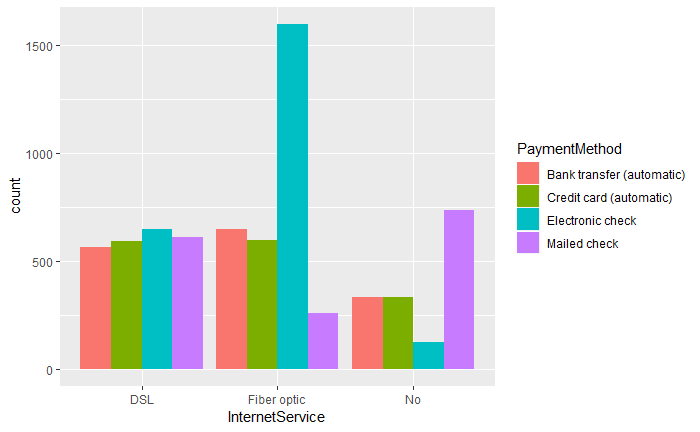 1500
1000
500
0
count
DSL
Fiber optic
No
InternetService
PaymentMethod
Bank transfer (automatic)
Credit card (automatic)
Electronic check
Mailed check